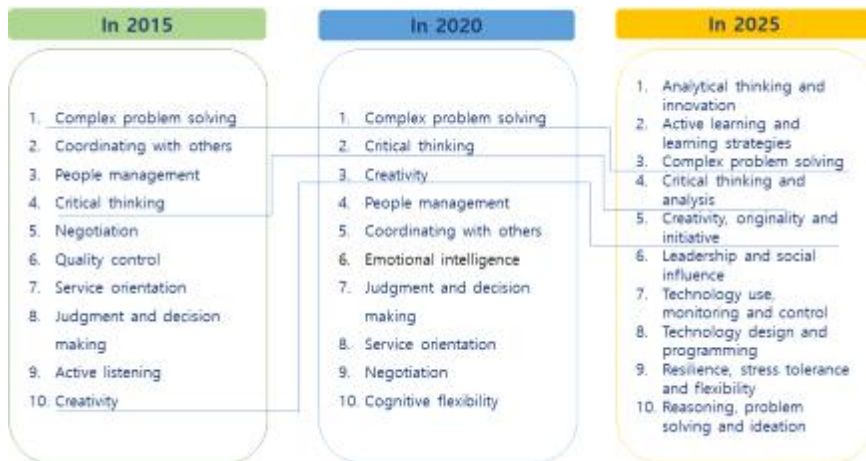 In 2015
1. Complex problem solving
2. Coordinating with others
3. People management
4. Critical thinking
5. Negotiation
6. Quality control
7. Service orientation
8. Judgment and decision
making
9. Active listening
10. Creativity
In 2020
1. Complex problem solving
2. Critical thinking
3. Creativity
4. People management
5. Coordinating with others
6. Emotional intelligence
7. Judgment and decision
making
8. Service orientation
9. Negotiation
10. Cognitive flexibility
In 2025
1. Analytical thinking and
innovation
2. Active learning and
learning strategies
3. Complex problem solving
4. Critical thinking and
analysis
5. Creativity, originality and
initiative
6. Leadership and social
influence
7. Technology use,
monitoring and control
8. Technology design and
programming
9. Resilience, stress tolerance
and flexibility
10. Reasoning, problem
solving and ideation